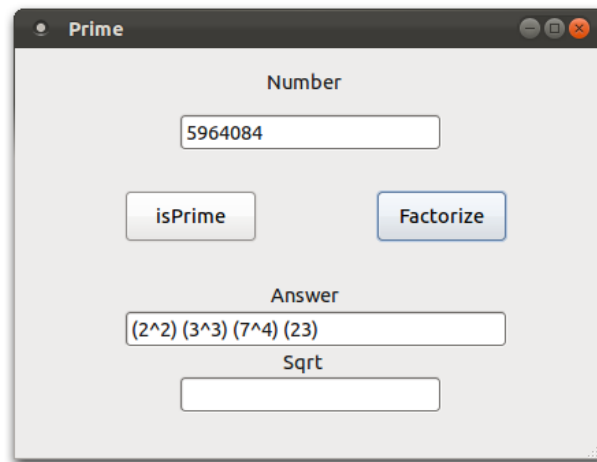 Prime
Number
5964084
isPrime Factorize
Answer
(2^2) (3^3) (7^4) (23)
Sqrt